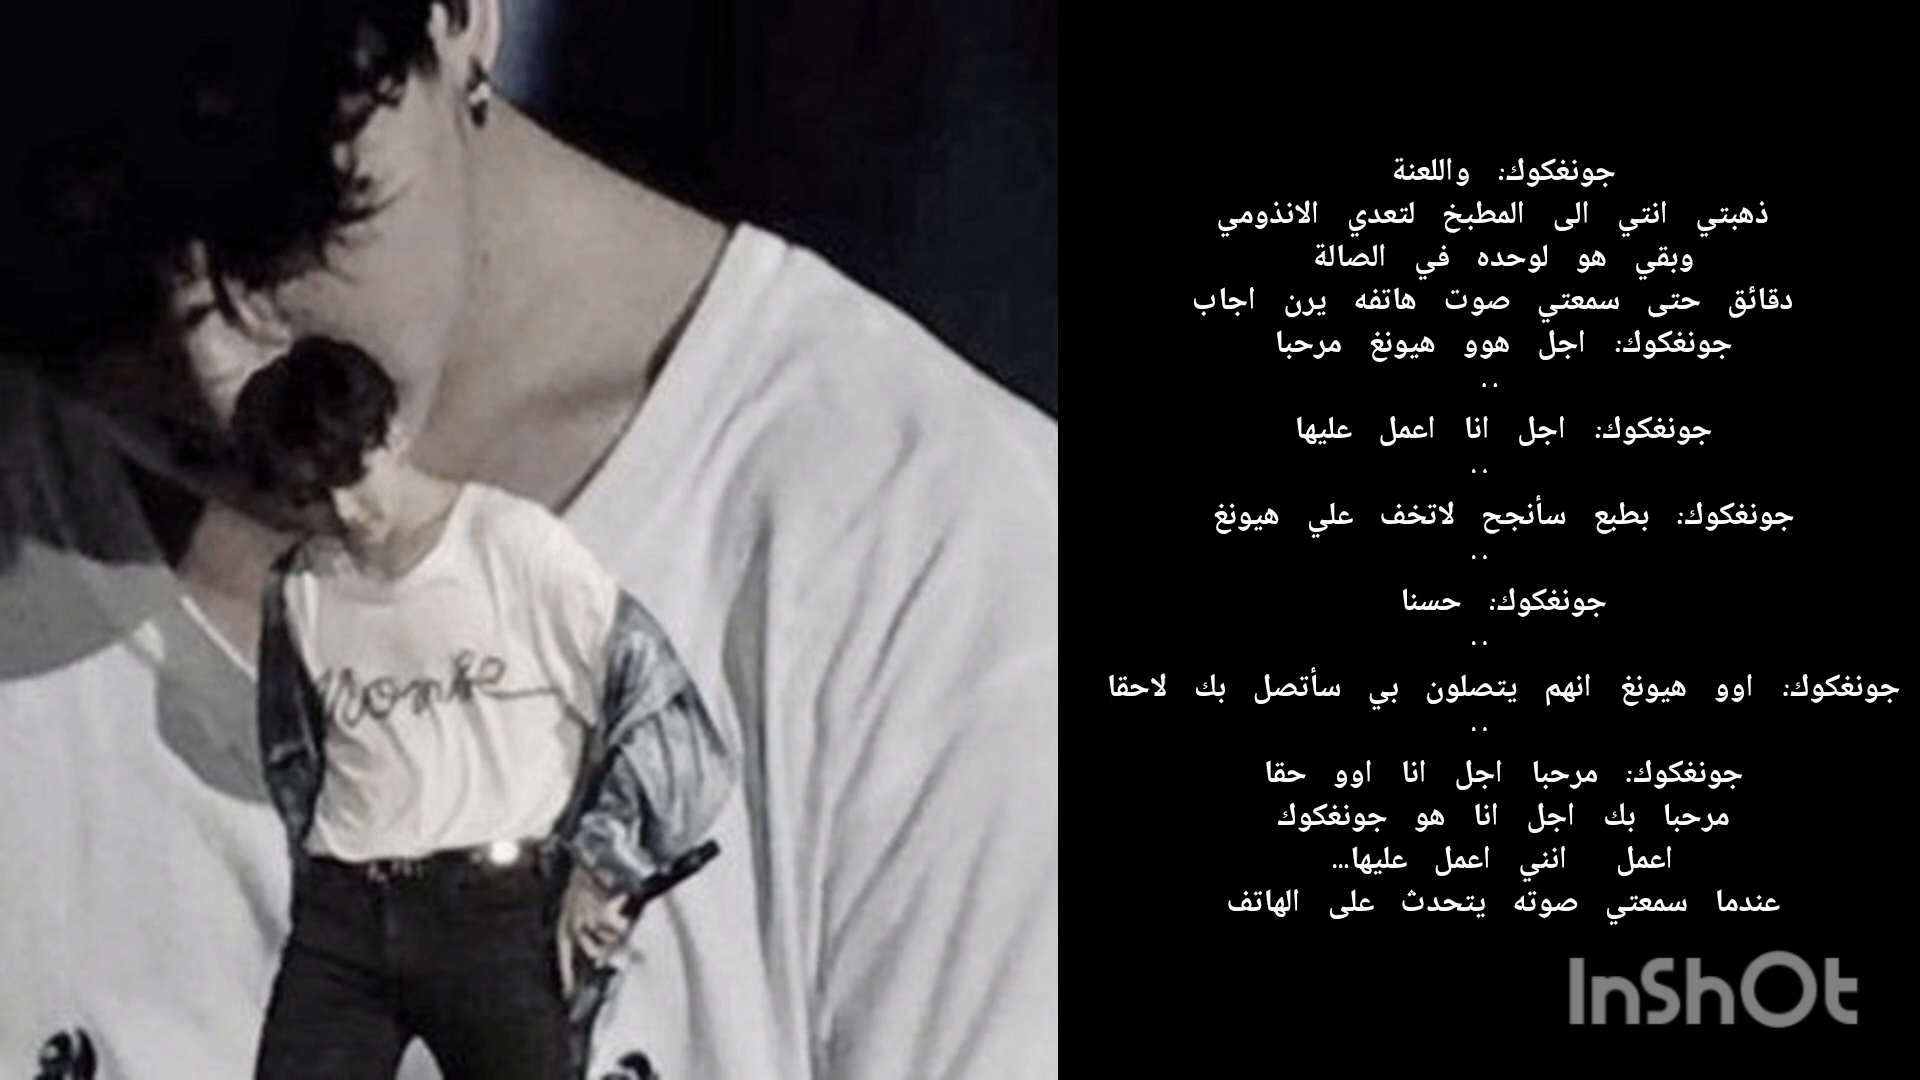 جونغكوك: واللعنة
ذهبتي انتي الى المطبخ لتعدي الانذومي
وبقي هو لوحده في الصالة
دقائق حتى سمعتي صوت هاتفه يرن اجاب
جونغكوك: اجل هوو هيونغ مرحبا
..
جونغكوك: اجل انا اعمل عليها
..
جونغكوك: بطبع سأنجح لاتخف علي هيونغ
..
جونغكوك: حسنا
..
جونغكوك: اوو هيونغ انهم يتصلون بي سأتصل بك لاحقا
..
جونغكوك: مرحبا اجل انا اوو حقا
مرحبا بك اجل انا هو جونغكوك
اعمل انني اعمل عليها...
عندما سمعتي صوته يتحدث على الهاتف
InShOt